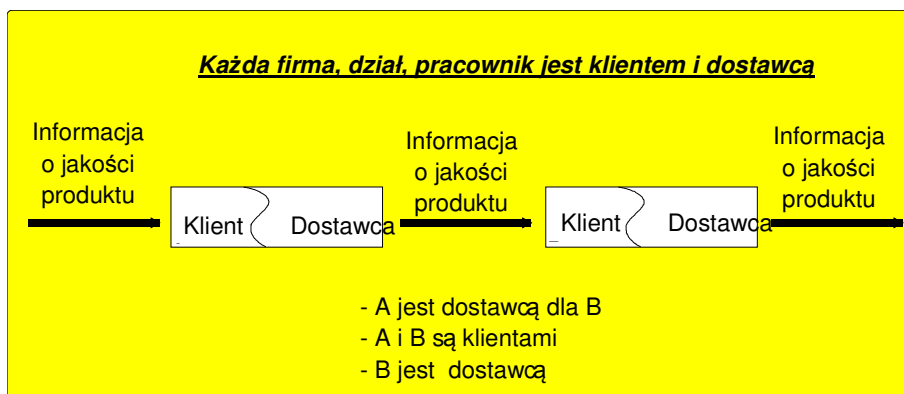 Każda firma, dział, pracownik jest klientem i dostawcą
Informacja
o jakości
produktu
Klient
Dostawca
Informacja
o jakości
produktu
Klient
Dostawca
Informacja
o jakości
produktu
- A jest dostawcą dla B
- A i B są klientami
- B jest dostawcą